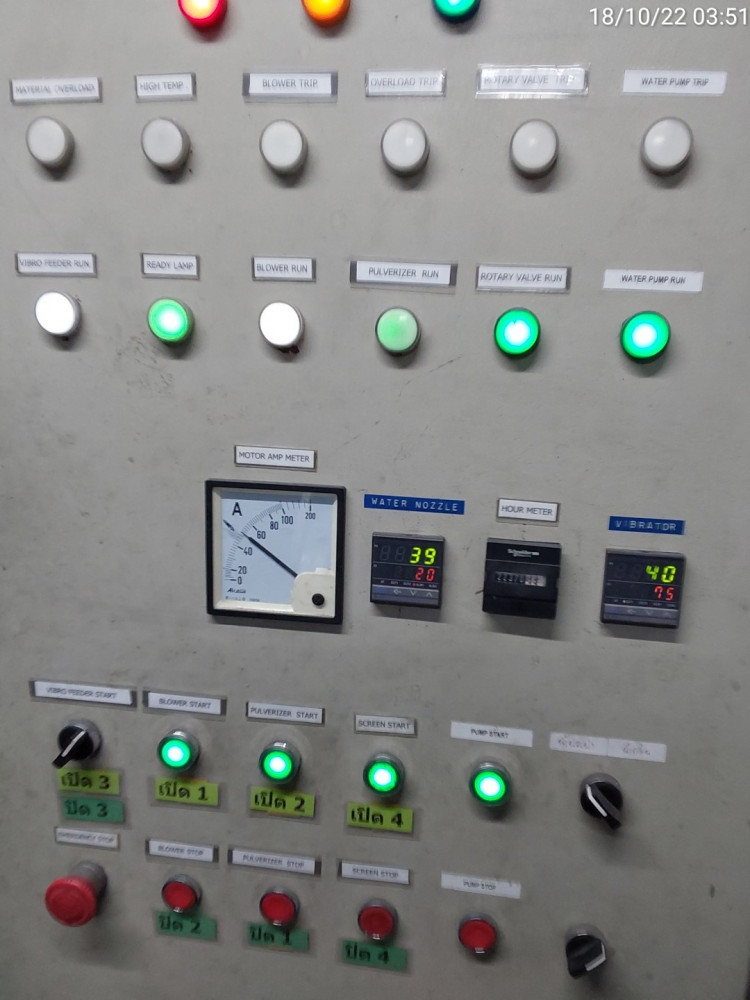 18/10/22 03:51
MATERIAL OVERLOAD
HIGH TEMP.
BLOWER TRIP
OVERLOAD TRIP
ROTARY VALVE TRIP
WATER PUMP TRIP
VIBRO FEEDER RUN
READY LAMP
BLOWER RUN
PULVERIZER RUN
ROTARY VALVE RUN
WATER PUMP RUN
MOTOR AMP METER
WATER NOZZLE
HOUR METER
VIBRATOR
A
0
20
40
60
80
100
200
39
20
Schneider
40
75
VIBRO FEEDER START
BLOWER START
PULVERIZER START
SCREEN START
PUMP START
เปิด 3
เปิด 1
เปิด 2
เปิด 4
ปิด 3
EMERGENCY STOP
BLOWER STOP
PULVERIZER STOP
SCREEN STOP
PUMP STOP
ปิด 2
ปิด 1
ปิด 4